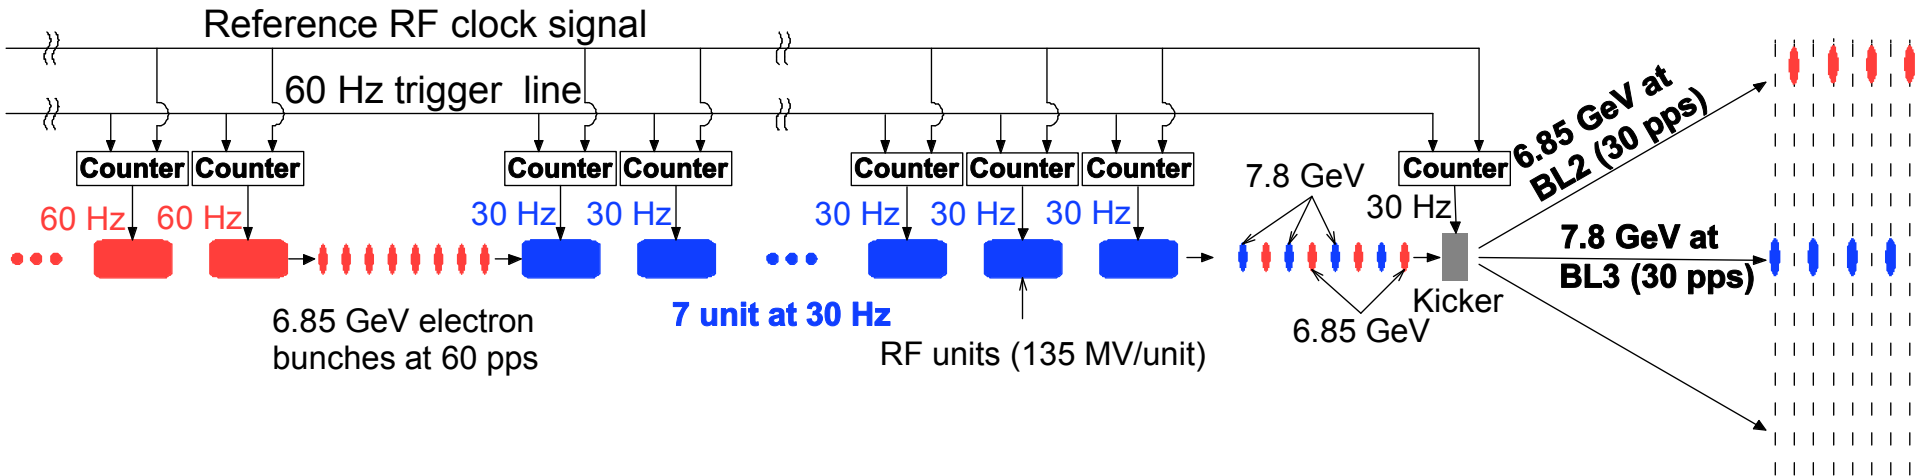 Reference RF clock signal
60 Hz trigger line
Counter Counter Counter Counter Counter Counter Counter Counter
60 Hz 60 Hz 30 Hz 30 Hz 30 Hz 30 Hz 30 Hz 7.8 GeV 30 Hz
6.85 GeV at
BL2 (30 pps)
7.8 GeV at
BL3 (30 pps)
6.85 GeV electron
bunches at 60 pps
7 unit at 30 Hz
RF units (135 MV/unit)
6.85 GeV
Kicker